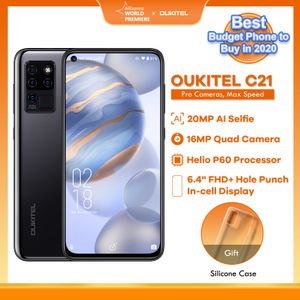 WORLD PREMIERE
OUKITEL
Best
Budget Phone to
Buy in 2020
OUKITEL C21
Pro Cameras, Max Speed
AI
20MP AI Selfie
16MP Quad Camera
Helio P60 Processor
6.4" FHD+ Hole Punch
In-cell Display
02
18
OUKITEL
Gift
Silicone Case